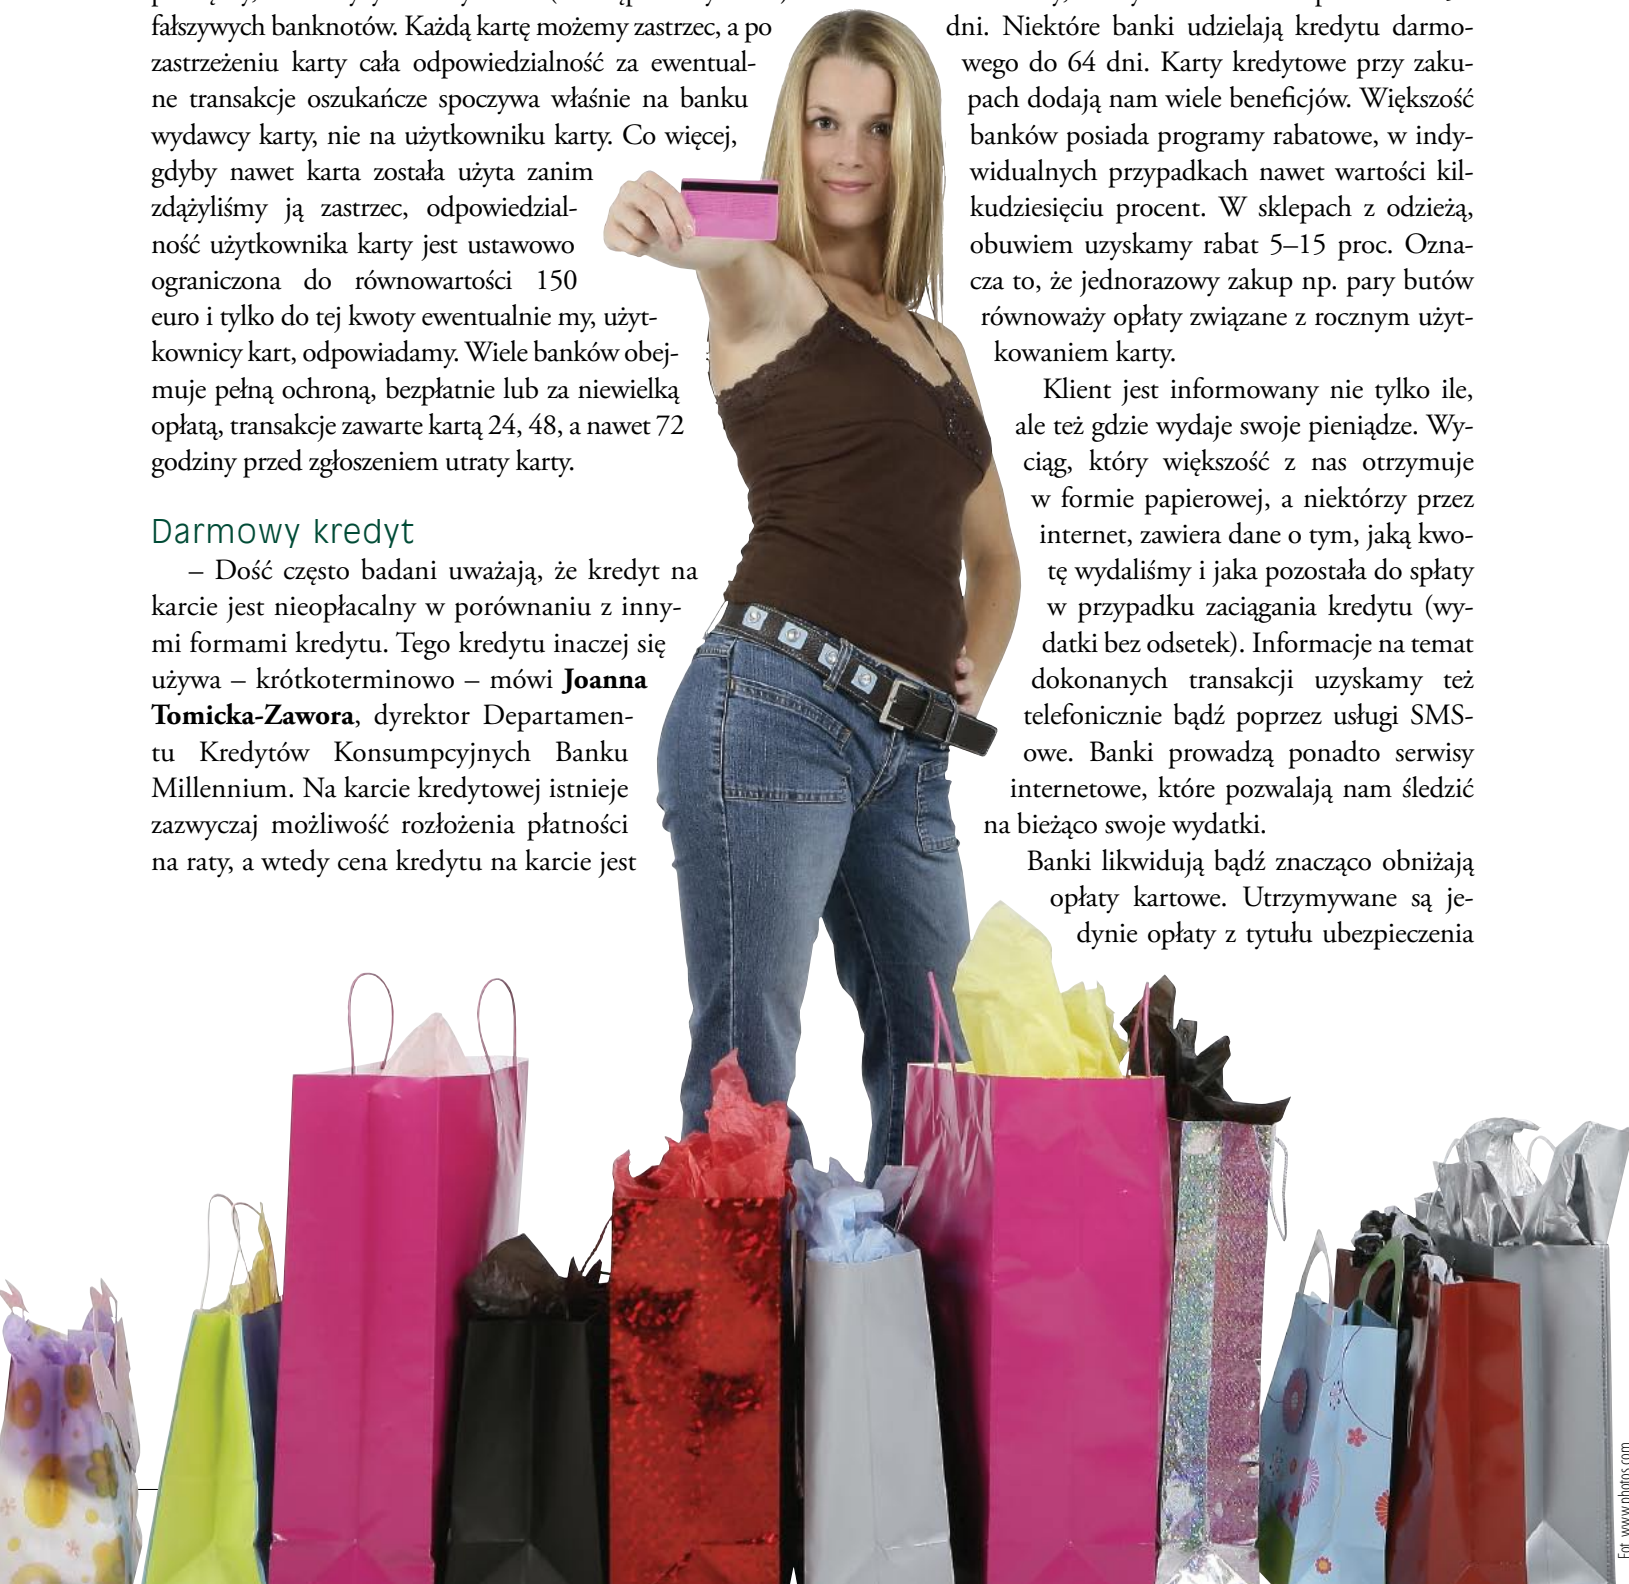 fałszywych banknotów. Każdą kartę możemy zastrzec, a po
zastrzeżeniu karty cała odpowiedzialność za ewentual-
ne transakcje oszukańcze spoczywa właśnie na banku
wydawcy karty, nie na użytkowniku karty. Co więcej,
gdyby nawet karta została użyta zanim
zdążyliśmy ją zastrzec, odpowiedzial-
ność użytkownika karty jest ustawowo
ograniczona do równowartości 150
euro i tylko do tej kwoty ewentualnie my, użyt-
kownicy kart, odpowiadamy. Wiele banków obej-
muje pełną ochroną, bezpłatnie lub za niewielką
opłatą, transakcje zawarte kartą 24, 48, a nawet 72
godziny przed zgłoszeniem utraty karty.
Darmowy kredyt
– Dość często badani uważają, że kredyt na
karcie jest nieopłacalny w porównaniu z inny-
mi formami kredytu. Tego kredytu inaczej się
używa – krótkoterminowo – mówi Joanna
Tomicka-Zawora, dyrektor Departamen-
tu Kredytów Konsumpcyjnych Banku
Millennium. Na karcie kredytowej istnieje
zazwyczaj możliwość rozłożenia płatności
na raty, a wtedy cena kredytu na karcie jest
dni. Niektóre banki udzielają kredytu darmo-
wego do 64 dni. Karty kredytowe przy zaku-
pach dodają nam wiele beneficjów. Większość
banków posiada programy rabatowe, w indy-
widualnych przypadkach nawet wartości kil-
kudziesięciu procent. W sklepach z odzieżą,
obuwiem uzyskamy rabat 5–15 proc. Ozna-
cza to, że jednorazowy zakup np. pary butów
równoważy opłaty związane z rocznym użyt-
kowaniem karty.
Klient jest informowany nie tylko ile,
ale też gdzie wydaje swoje pieniądze. Wy-
ciąg, który większość z nas otrzymuje
w formie papierowej, a niektórzy przez
internet, zawiera dane o tym, jaką kwo-
tę wydaliśmy i jaka pozostała do spłaty
w przypadku zaciągania kredytu (wy-
datki bez odsetek). Informacje na temat
dokonanych transakcji uzyskamy też
telefonicznie bądź poprzez usługi SMS-
owe. Banki prowadzą ponadto serwisy
internetowe, które pozwalają nam śledzić
na bieżąco swoje wydatki.
Banki likwidują bądź znacząco obniżają
opłaty kartowe. Utrzymywane są je-
dynie opłaty z tytułu ubezpieczenia
Fot. www.photos.com